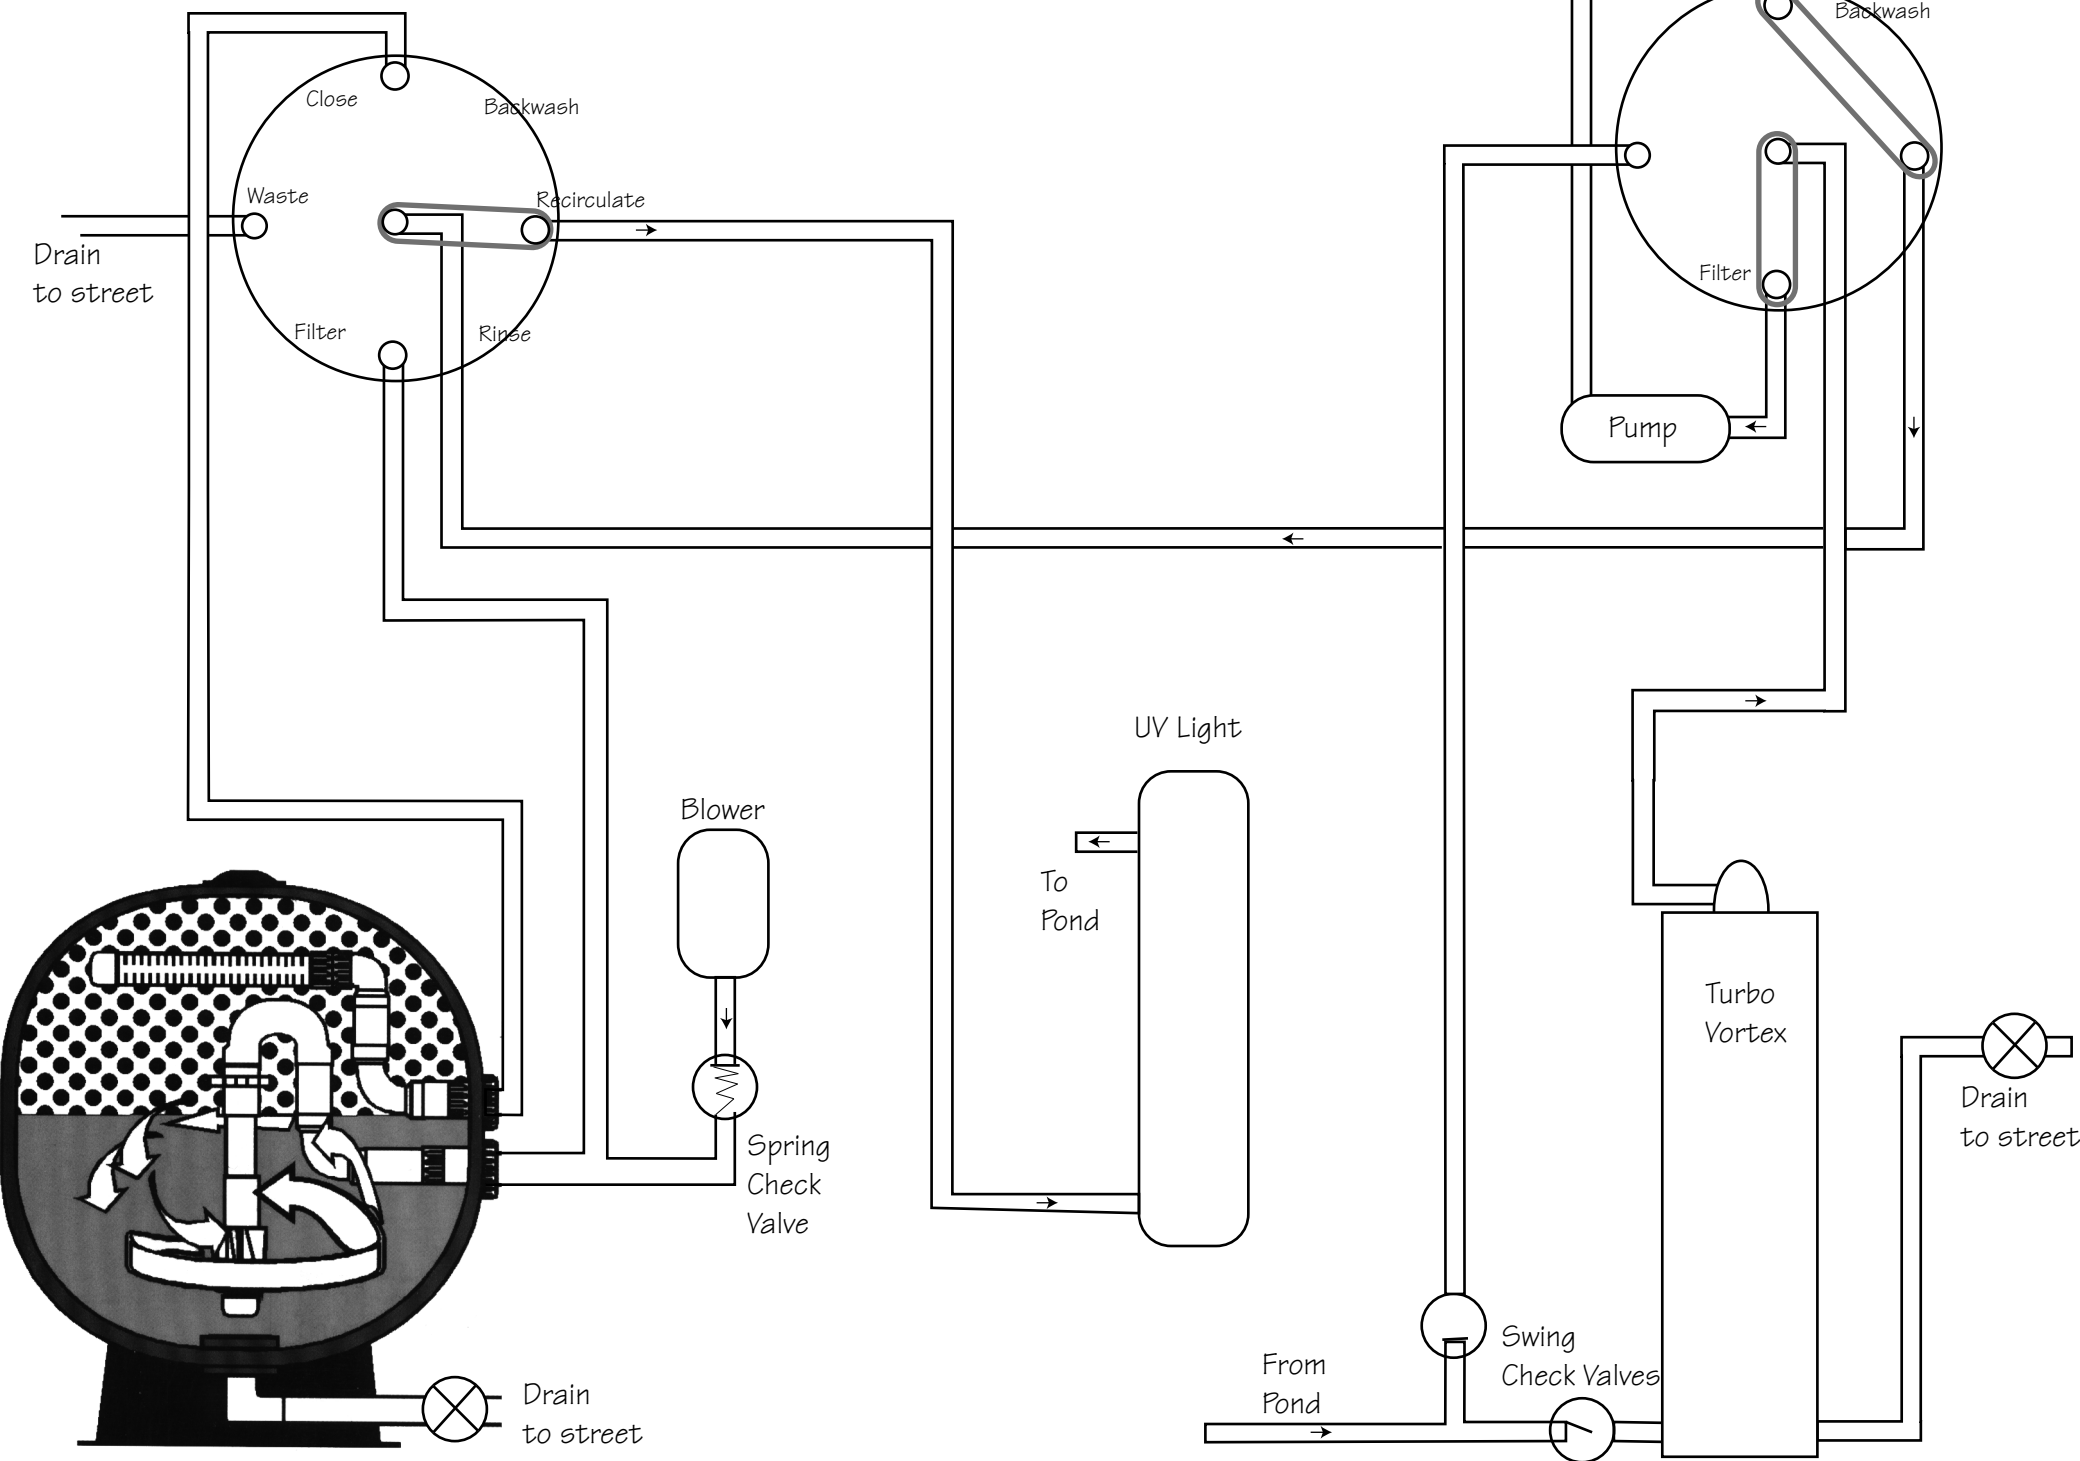 Backwash
Close
Backwash
Waste
Recirculate
Drain
to street
Filter
Rinse
Filter
Pump
UV Light
Blower
To
Pond
Turbo
Vortex
Drain
to street
Spring
Check
Valve
Swing
Check Valves
From
Pond
Drain
to street